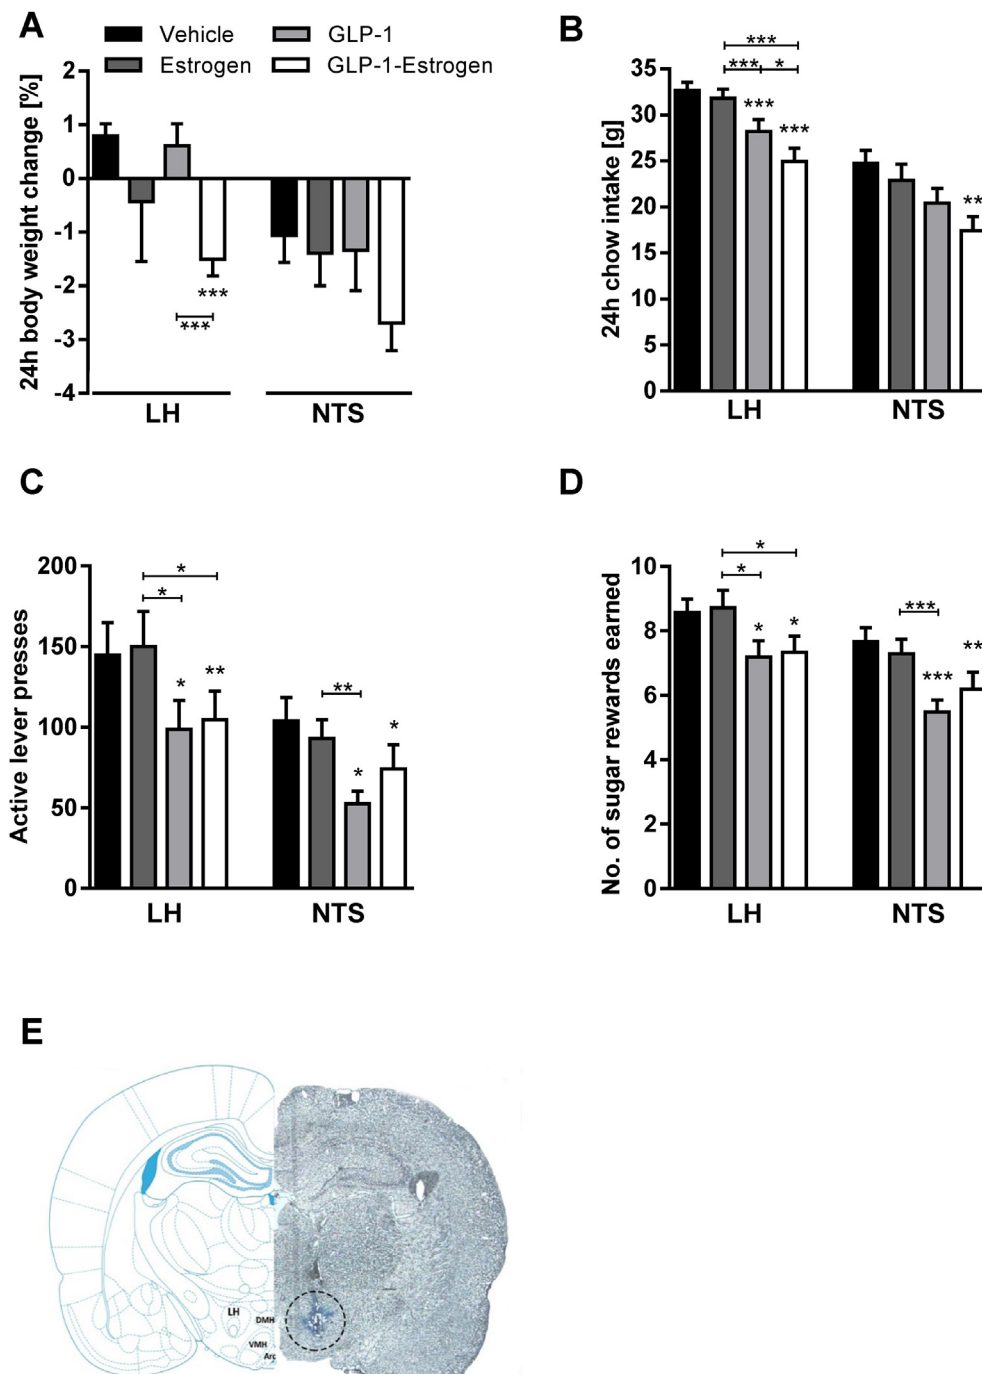 A
Vehicle
GLP-1
Estrogen
GLP-1-Estrogen
24h body weight change [%]
2
1
0
-1
-2
-3
-4
***
***
LH
NTS
B
24h chow intake [g]
35
30
25
20
15
10
5
0
***
*** *
***
***
**
LH
NTS
C
Active lever presses
200
150
100
50
0
*
*
*
**
**
*
*
LH
NTS
D
No. of sugar rewards earned
10
8
6
4
2
0
*
*
*
*
***
***
**
LH
NTS
E
LH
DMH
VMH
Arc